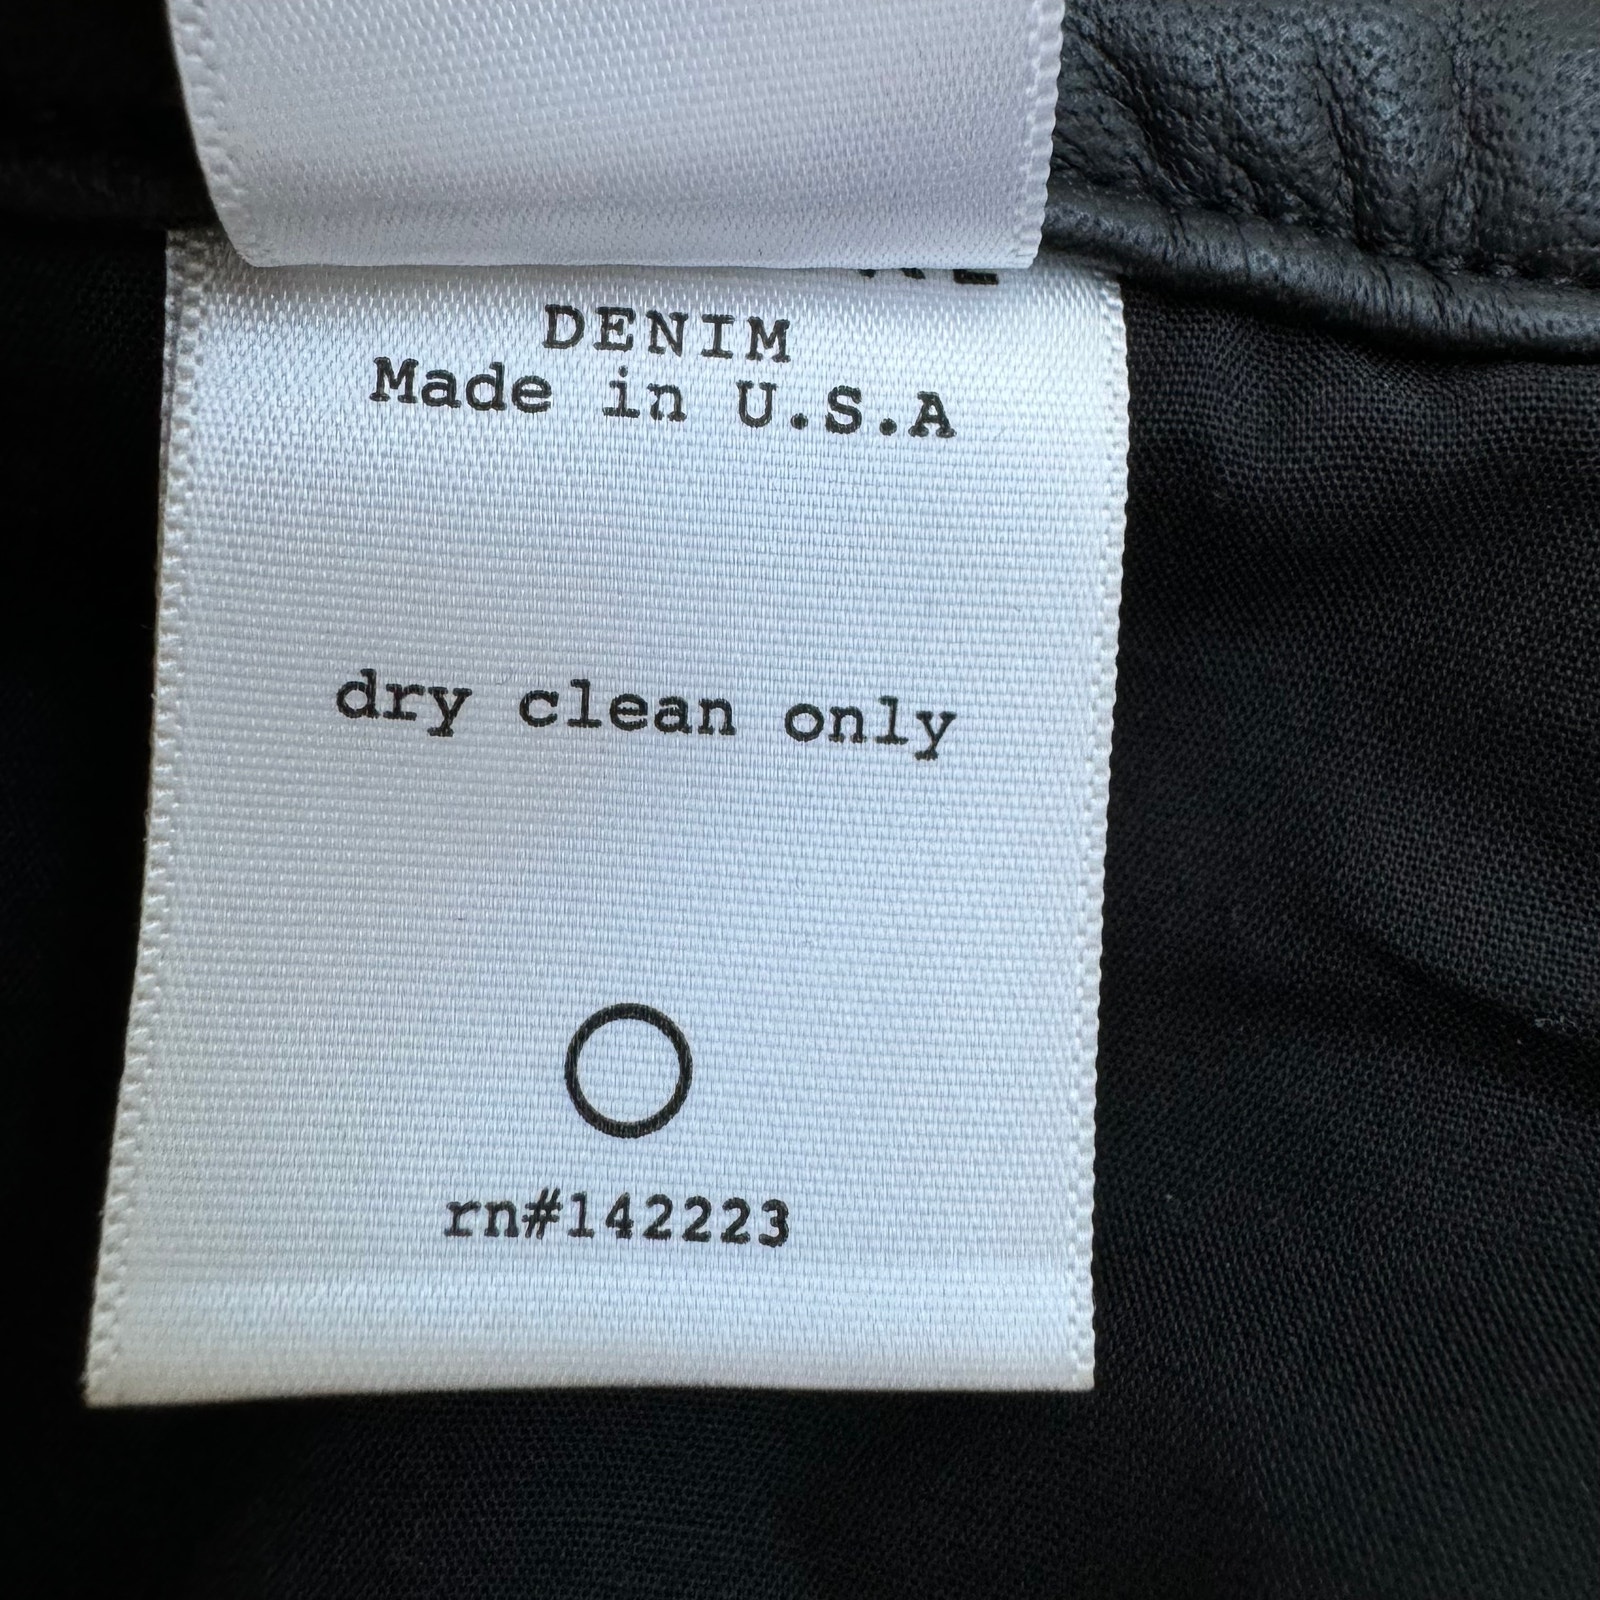 DENIM
Made in U.S.A
dry clean only
rn#142223